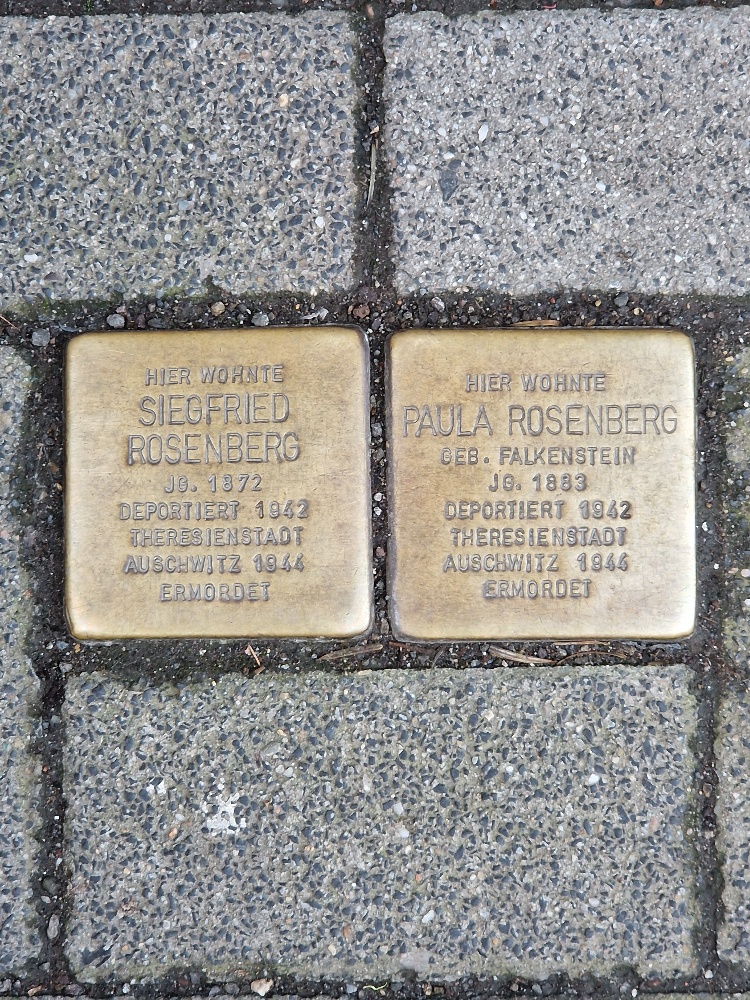 HIER WOHNTE
SIEGFRIED
ROSENBERG
JG. 1872
DEPORTIERT 1942
THERESIENSTADT
AUSCHWITZ 1944
ERMORDET
HIER WOHNTE
PAULA ROSENBERG
GEB. FALKENSTEIN
JG. 1883
DEPORTIERT 1942
THERESIENSTADT
AUSCHWITZ 1944
ERMORDET